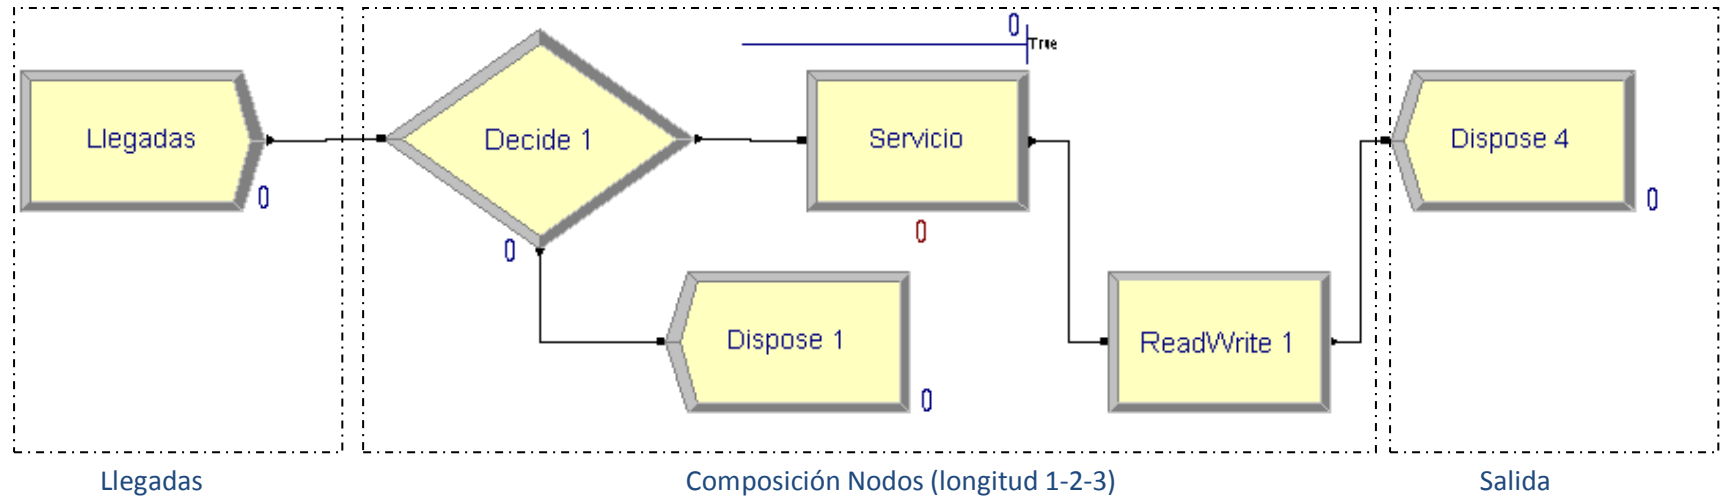 0
True
Llegadas
0
Decide 1
0
Servicio
0
Dispose 1
0
ReadWrite 1
Dispose 4
0
Llegadas
Composición Nodos (longitud 1-2-3)
Salida